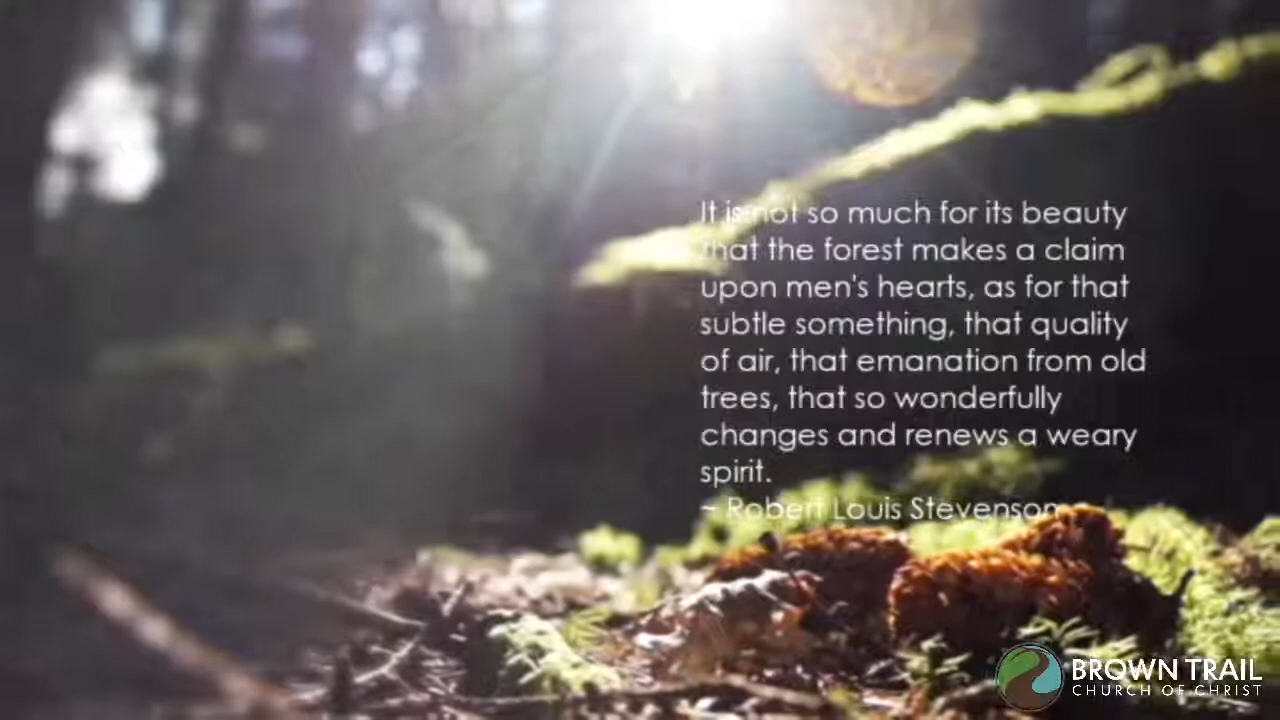 It is not so much for its beauty
that the forest makes a claim
upon men's hearts, as for that
subtle something, that quality
of air, that emanation from old
trees, that so wonderfully
changes and renews a weary
spirit.
~ Robert Louis Stevenson
BROWN TRAIL
CHURCH OF CHRIST